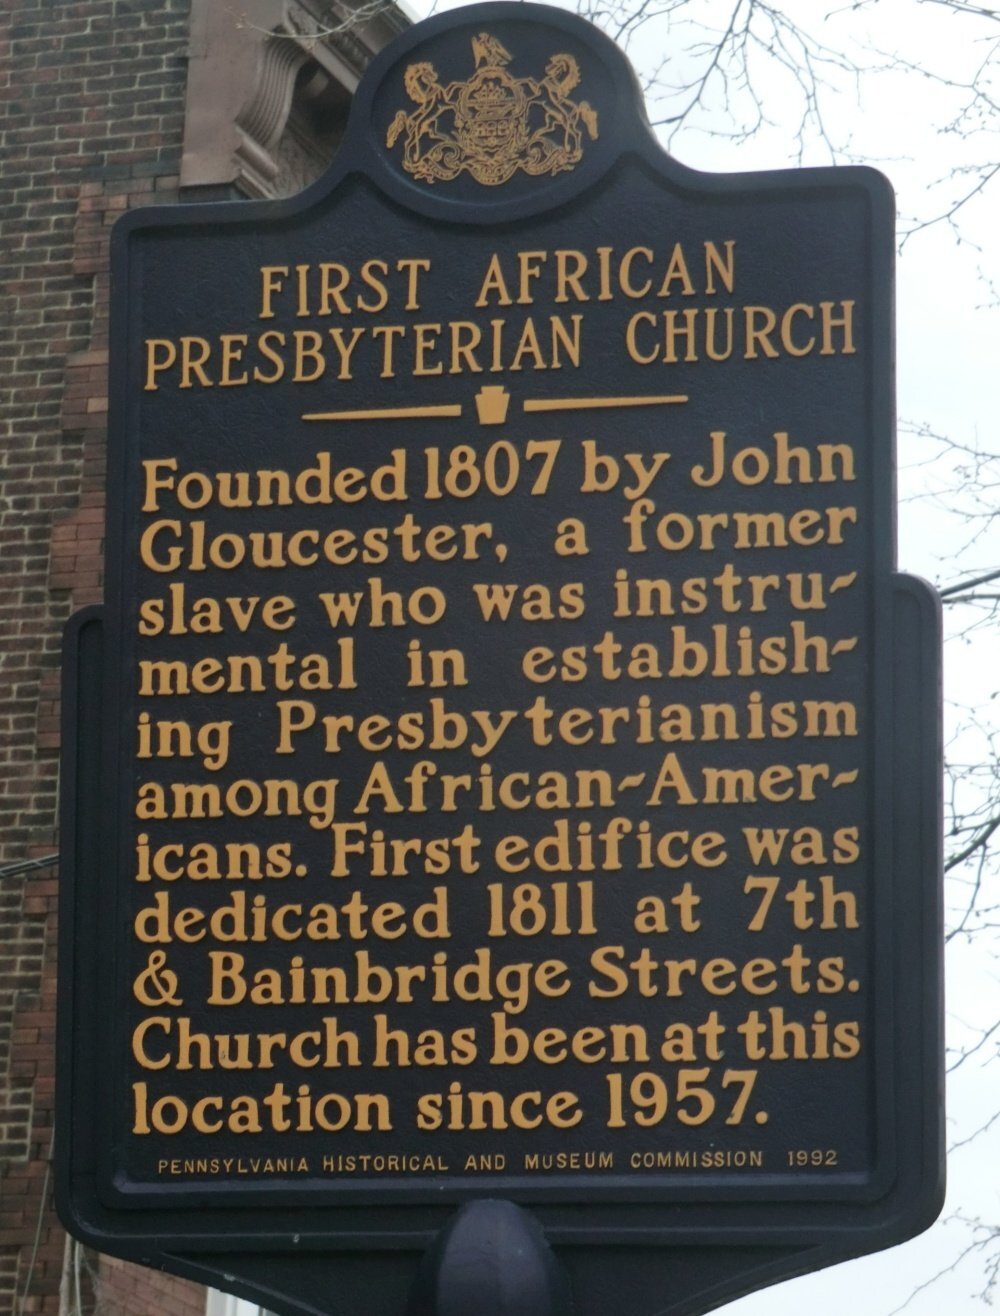 FIRST AFRICAN
PRESBYTERIAN CHURCH
Founded 1807 by John
Gloucester, a former
slave who was instru-
mental in establish-
ing Presbyterianism
among African-Amer-
icans. First edifice was
dedicated 1811 at 7th
& Bainbridge Streets.
Church has been at this
location since 1957.
PENNSYLVANIA HISTORICAL AND MUSEUM COMMISSION 1992